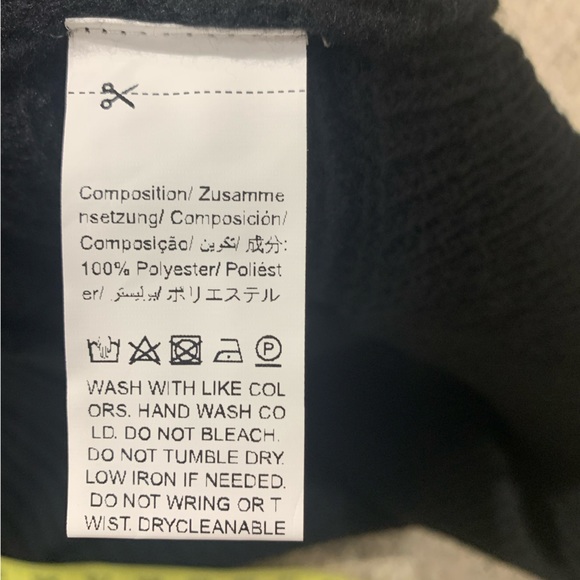 Composition/ Zusamme
nsetzung/ Composición/
Composição/ تكوين/ 成分:
100% Polyester/ Poliést
er/ بوليستر/ ポリエステル
P
WASH WITH LIKE COL
ORS. HAND WASH CO
LD. DO NOT BLEACH.
DO NOT TUMBLE DRY.
LOW IRON IF NEEDED.
DO NOT WRING OR T
WIST. DRYCLEANABLE